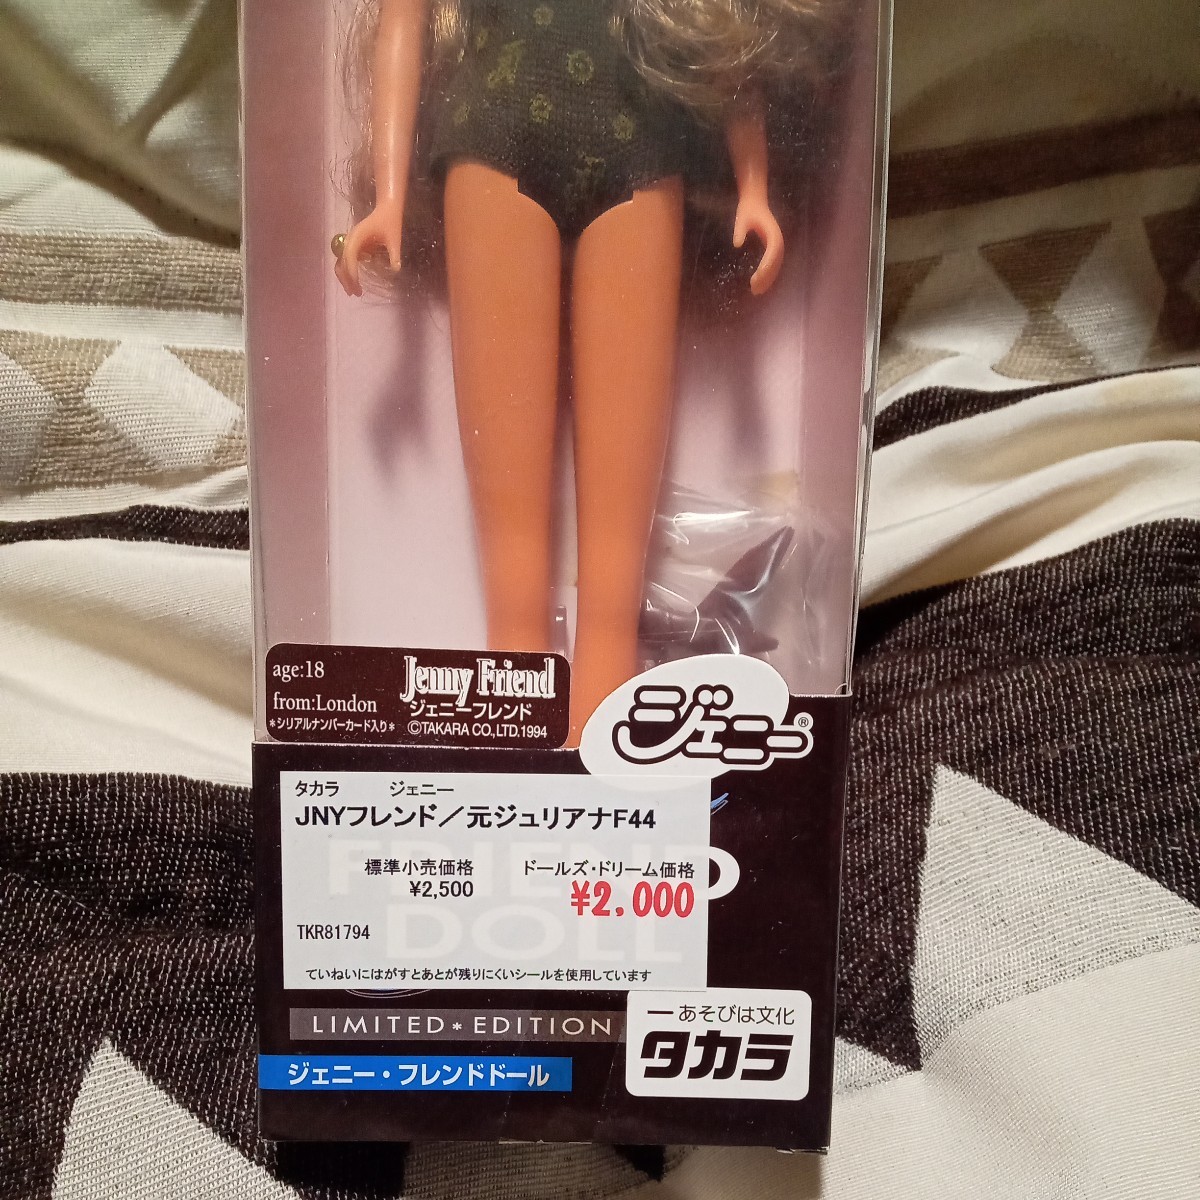 age:18
from:London
*シリアルナンバーカード入り*
Jenny Friend
ジェニーフレンド
©TAKARA CO.,LTD.1994
ジェニー®
タカラ ジェニー
JNYフレンド／元ジュリアナF44
標準小売価格
¥2,500
ドールズ・ドリーム価格
¥2,000
TKR81794
ていねいにはがすとあとが残りにくいシールを使用しています
FRIEND
DOLL
LIMITED*EDITION
ジェニー・フレンドドール
ーあそびは文化
タカラ